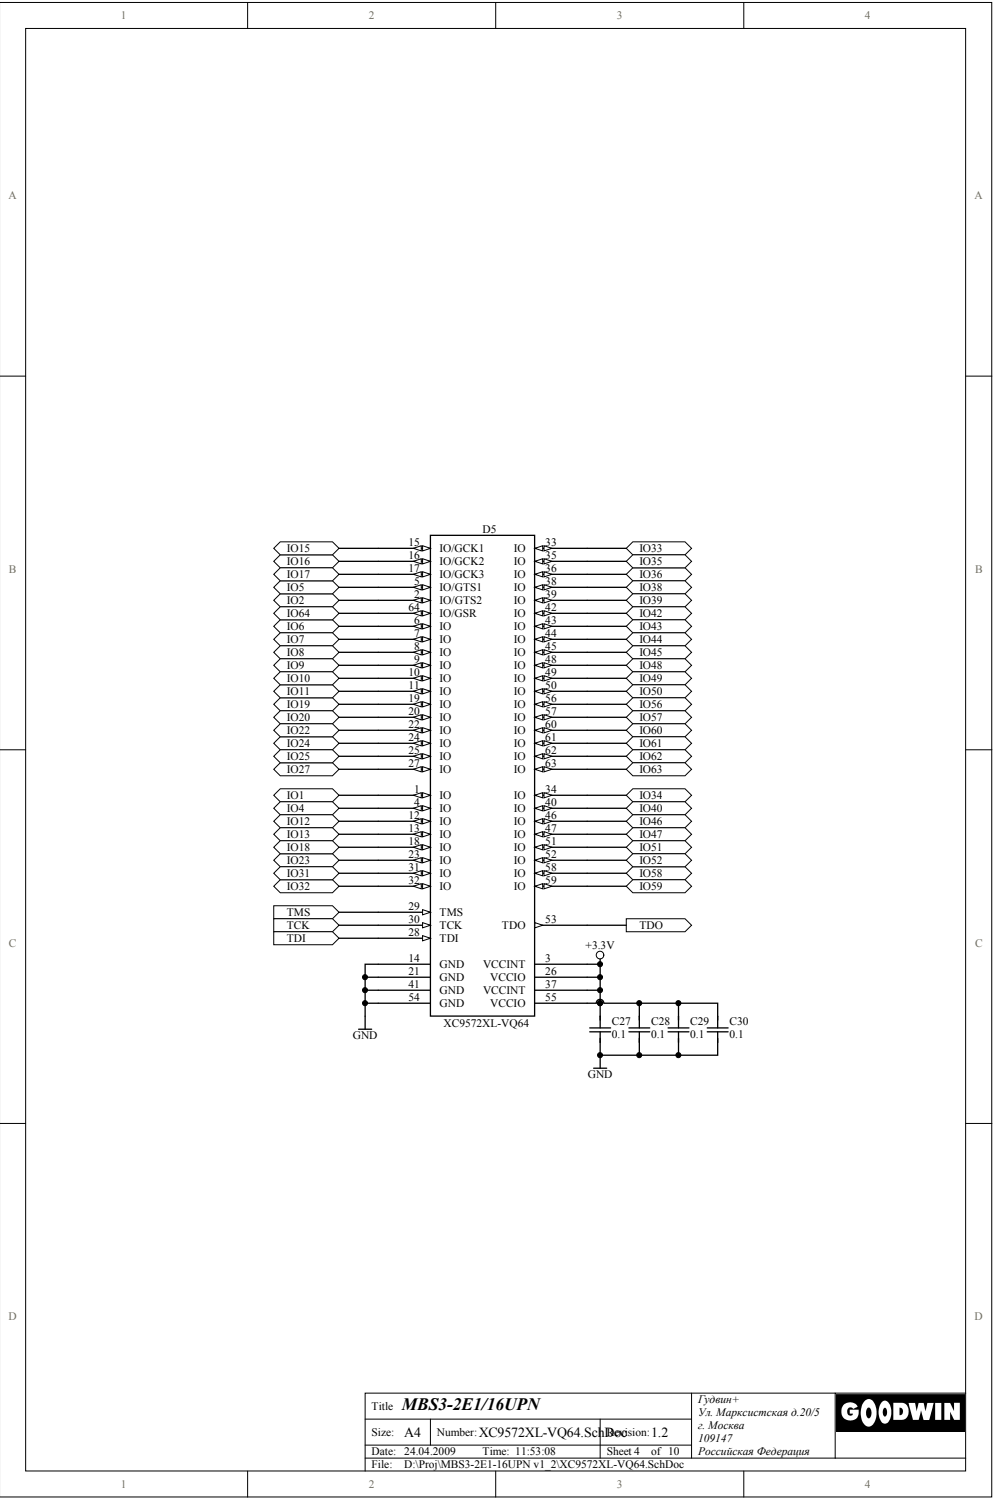 1 2 3 4
A A
D5
IO15 15 IO/GCK1 IO 33 IO33
IO16 16 IO/GCK2 IO 35 IO35
IO17 17 IO/GCK3 IO 36 IO36
IO5 5 IO/GTS1 IO 38 IO38
IO2 2 IO/GTS2 IO 39 IO39
IO64 64 IO/GSR IO 42 IO42
IO6 6 IO IO 43 IO43
IO7 7 IO IO 44 IO44
IO8 8 IO IO 45 IO45
IO9 9 IO IO 48 IO48
IO10 10 IO IO 49 IO49
IO11 11 IO IO 50 IO50
IO19 19 IO IO 56 IO56
IO20 20 IO IO 57 IO57
IO22 22 IO IO 60 IO60
IO24 24 IO IO 61 IO61
IO25 25 IO IO 62 IO62
IO27 27 IO IO 63 IO63
B B
IO1 1 IO IO 34 IO34
IO4 4 IO IO 40 IO40
IO12 12 IO IO 46 IO46
IO13 13 IO IO 47 IO47
IO18 18 IO IO 51 IO51
IO23 23 IO IO 52 IO52
IO31 31 IO IO 58 IO58
IO32 32 IO IO 59 IO59
TMS 29 TMS
TCK 30 TCK TDO 53 TDO
TDI 28 TDI
C C
+3.3V
14 GND VCCINT 3
21 GND VCCIO 26
41 GND VCCINT 37
54 GND VCCIO 55
XC9572XL-VQ64
C27 C28 C29 C30
0.1 0.1 0.1 0.1
GND
GND
D D
Title MBS3-2E1/16UPN
Size: A4 Number: XC9572XL-VQ64.SchDoc Revision: 1.2
Date: 24.04.2009 Time: 11:53:08 Sheet 4 of 10
File: D:\Proj\MBS3-2E1-16UPN v1_2\XC9572XL-VQ64.SchDoc
Гудвин+
Ул. Марксистская д.20/5
г. Москва
109147
Российская Федерация
GOODWIN
1 2 3 4